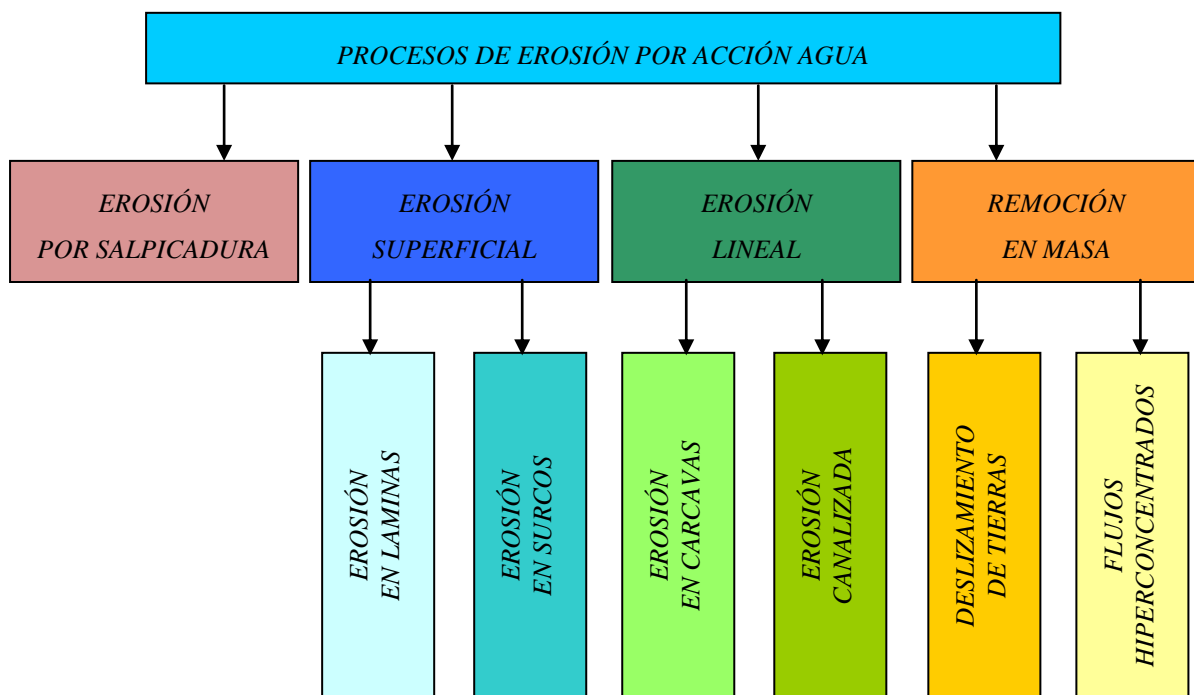 PROCESOS DE EROSIÓN POR ACCIÓN AGUA
EROSIÓN
POR SALPICADURA
EROSIÓN
SUPERFICIAL
EROSIÓN
LINEAL
REMOCIÓN
EN MASA
EROSIÓN
EN LAMINAS
EROSIÓN
EN SURCOS
EROSIÓN
EN CARCAVAS
EROSIÓN
CANALIZADA
DESLIZAMIENTO
DE TIERRAS
FLUJOS
HIPERCONCENTRADOS